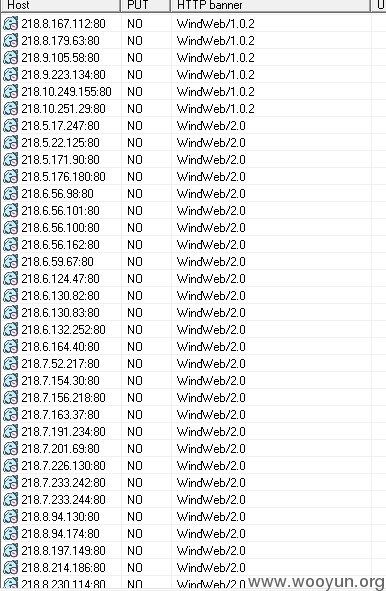 Host PUT HTTP banner U
218.8.167.112:80 NO WindWeb/1.0.2
218.8.179.63:80 NO WindWeb/1.0.2
218.9.105.58:80 NO WindWeb/1.0.2
218.9.223.134:80 NO WindWeb/1.0.2
218.10.249.155:80 NO WindWeb/1.0.2
218.10.251.29:80 NO WindWeb/1.0.2
218.5.17.247:80 NO WindWeb/2.0
218.5.22.125:80 NO WindWeb/2.0
218.5.171.90:80 NO WindWeb/2.0
218.5.176.180:80 NO WindWeb/2.0
218.6.56.98:80 NO WindWeb/2.0
218.6.56.101:80 NO WindWeb/2.0
218.6.56.100:80 NO WindWeb/2.0
218.6.56.162:80 NO WindWeb/2.0
218.6.59.67:80 NO WindWeb/2.0
218.6.124.47:80 NO WindWeb/2.0
218.6.130.82:80 NO WindWeb/2.0
218.6.130.83:80 NO WindWeb/2.0
218.6.132.252:80 NO WindWeb/2.0
218.6.164.40:80 NO WindWeb/2.0
218.7.52.217:80 NO WindWeb/2.0
218.7.154.30:80 NO WindWeb/2.0
218.7.156.218:80 NO WindWeb/2.0
218.7.163.37:80 NO WindWeb/2.0
218.7.191.234:80 NO WindWeb/2.0
218.7.201.69:80 NO WindWeb/2.0
218.7.226.130:80 NO WindWeb/2.0
218.7.233.242:80 NO WindWeb/2.0
218.7.233.244:80 NO WindWeb/2.0
218.8.94.130:80 NO WindWeb/2.0
218.8.94.174:80 NO WindWeb/2.0
218.8.197.149:80 NO WindWeb/2.0
218.8.214.186:80 NO WindWeb/2.0
218.8.230.114:80 NO WindWeb/2.0
www.wooyun.org